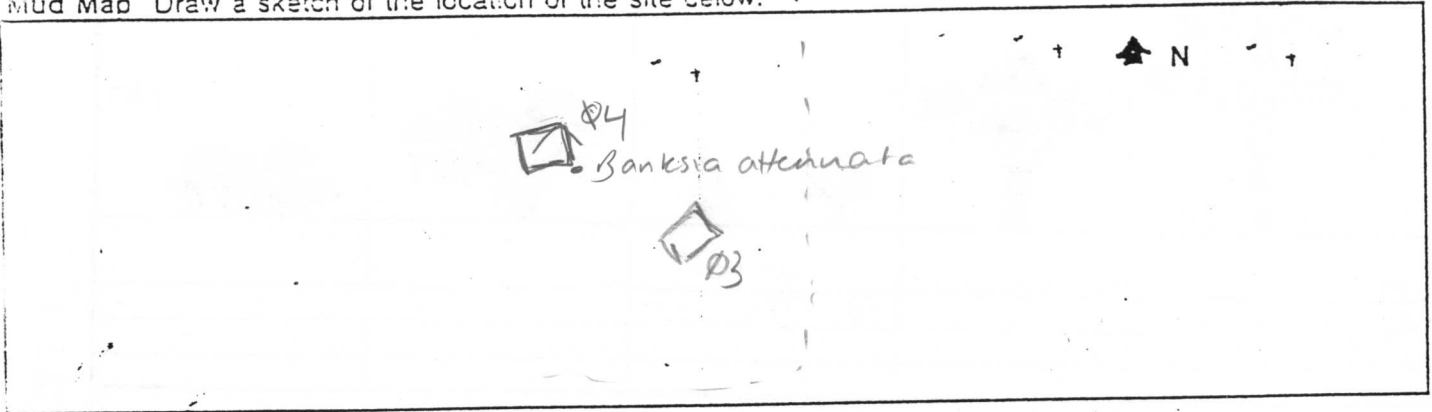 Mud Map Draw a sketch of the location of the site below.
N
Q4
Banksia attenuata
Q3